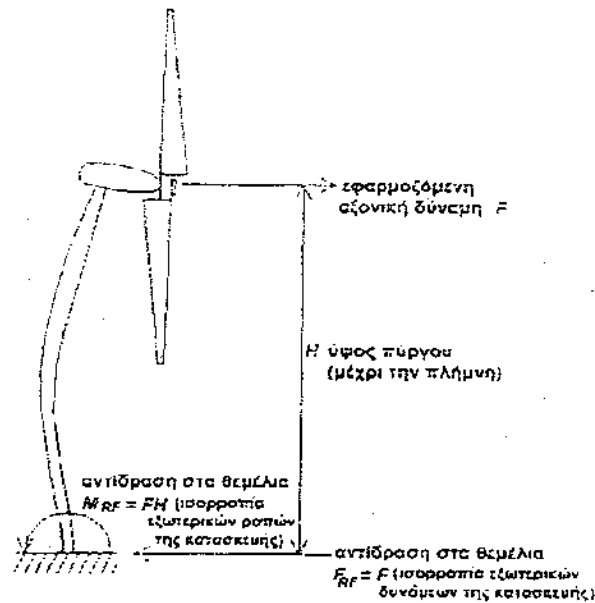 εφαρμοζόμενη
αξονική δύναμη F
H ύψος πύργου
(μέχρι την πλήμνη)
αντίδραση στα θεμέλια
M_RF = FH (ισορροπία
εξωτερικών ροπών
της κατασκευής)
αντίδραση στα θεμέλια
F_RF = F (ισορροπία εξωτερικών
δυνάμεων της κατασκευής)